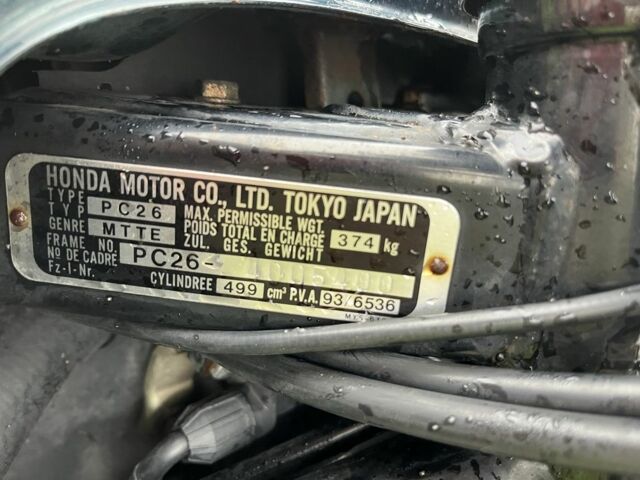 HONDA MOTOR CO., LTD. TOKYO JAPAN
TYPE
TYP PC26 MAX. PERMISSIBLE WGT.
GENRE MTTE POIDS TOTAL EN CHARGE 374 kg
ZUL. GES. GEWICHT
FRAME NO.
NO DE CADRE PC26-
Fz-I-Nr.
CYLINDREE 499 cm³ P.V.A. 93/6536